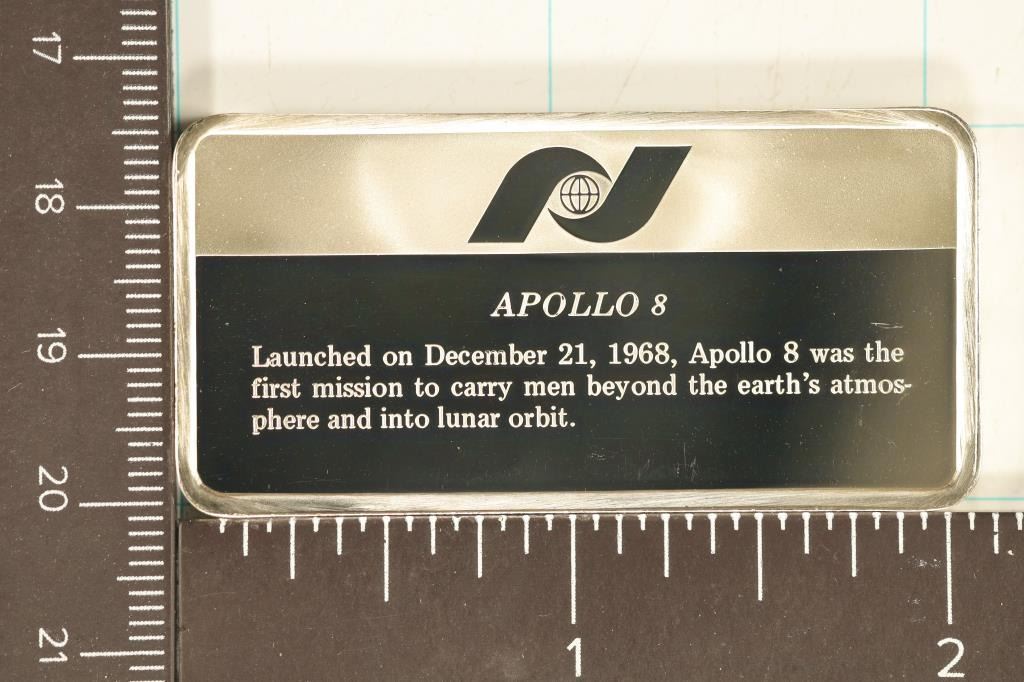 17
18
19
20
21
APOLLO 8
Launched on December 21, 1968, Apollo 8 was the
first mission to carry men beyond the earth's atmos-
phere and into lunar orbit.
1
2